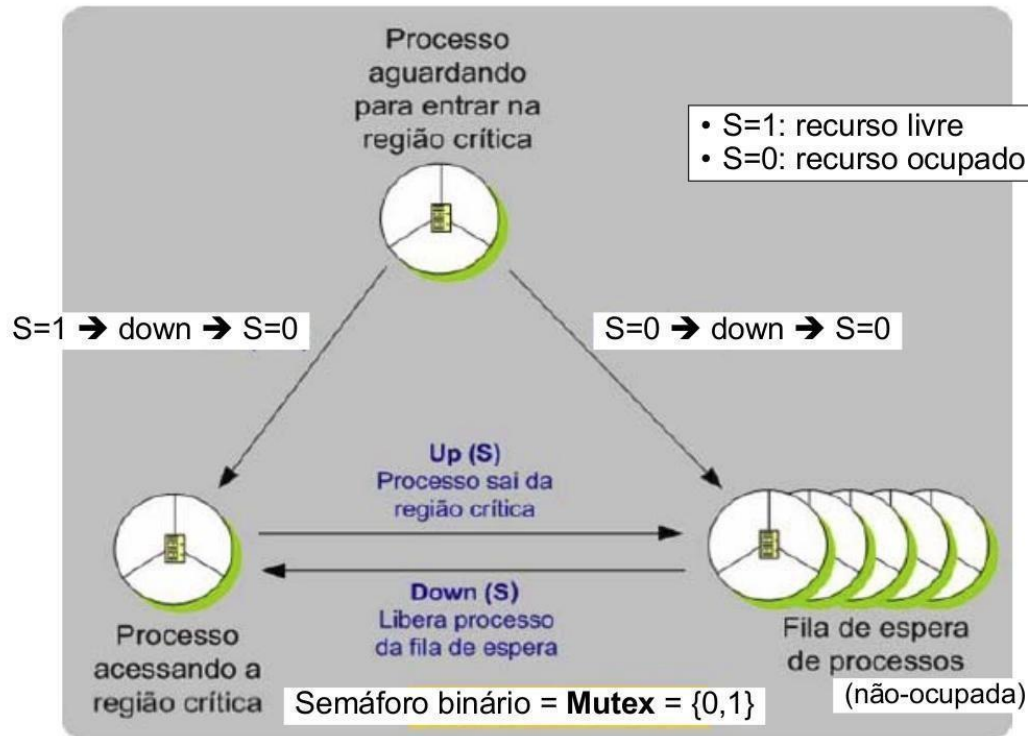 Processo
aguardando
para entrar na
região crítica
• S=1: recurso livre
• S=0: recurso ocupado
S=1 ➔ down ➔ S=0
S=0 ➔ down ➔ S=0
Up (S)
Processo sai da
região crítica
Down (S)
Libera processo
da fila de espera
Processo
acessando a
região crítica
Fila de espera
de processos
(não-ocupada)
Semáforo binário = Mutex = {0,1}